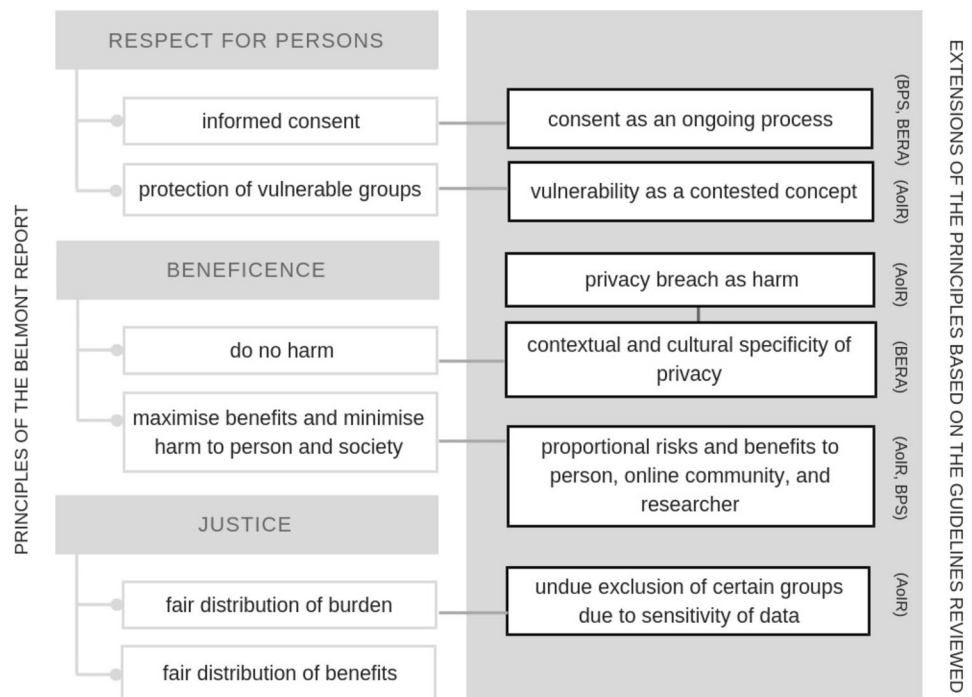 PRINCIPLES OF THE BELMONT REPORT
RESPECT FOR PERSONS
informed consent
protection of vulnerable groups
BENEFICENCE
do no harm
maximise benefits and minimise
harm to person and society
JUSTICE
fair distribution of burden
fair distribution of benefits
consent as an ongoing process
(BPS, BERA)
vulnerability as a contested concept
(AoIR)
privacy breach as harm
(AoIR)
contextual and cultural specificity of
privacy
(BERA)
proportional risks and benefits to
person, online community, and
researcher
(AoIR, BPS)
undue exclusion of certain groups
due to sensitivity of data
(AoIR)
EXTENSIONS OF THE PRINCIPLES BASED ON THE GUIDELINES REVIEWED